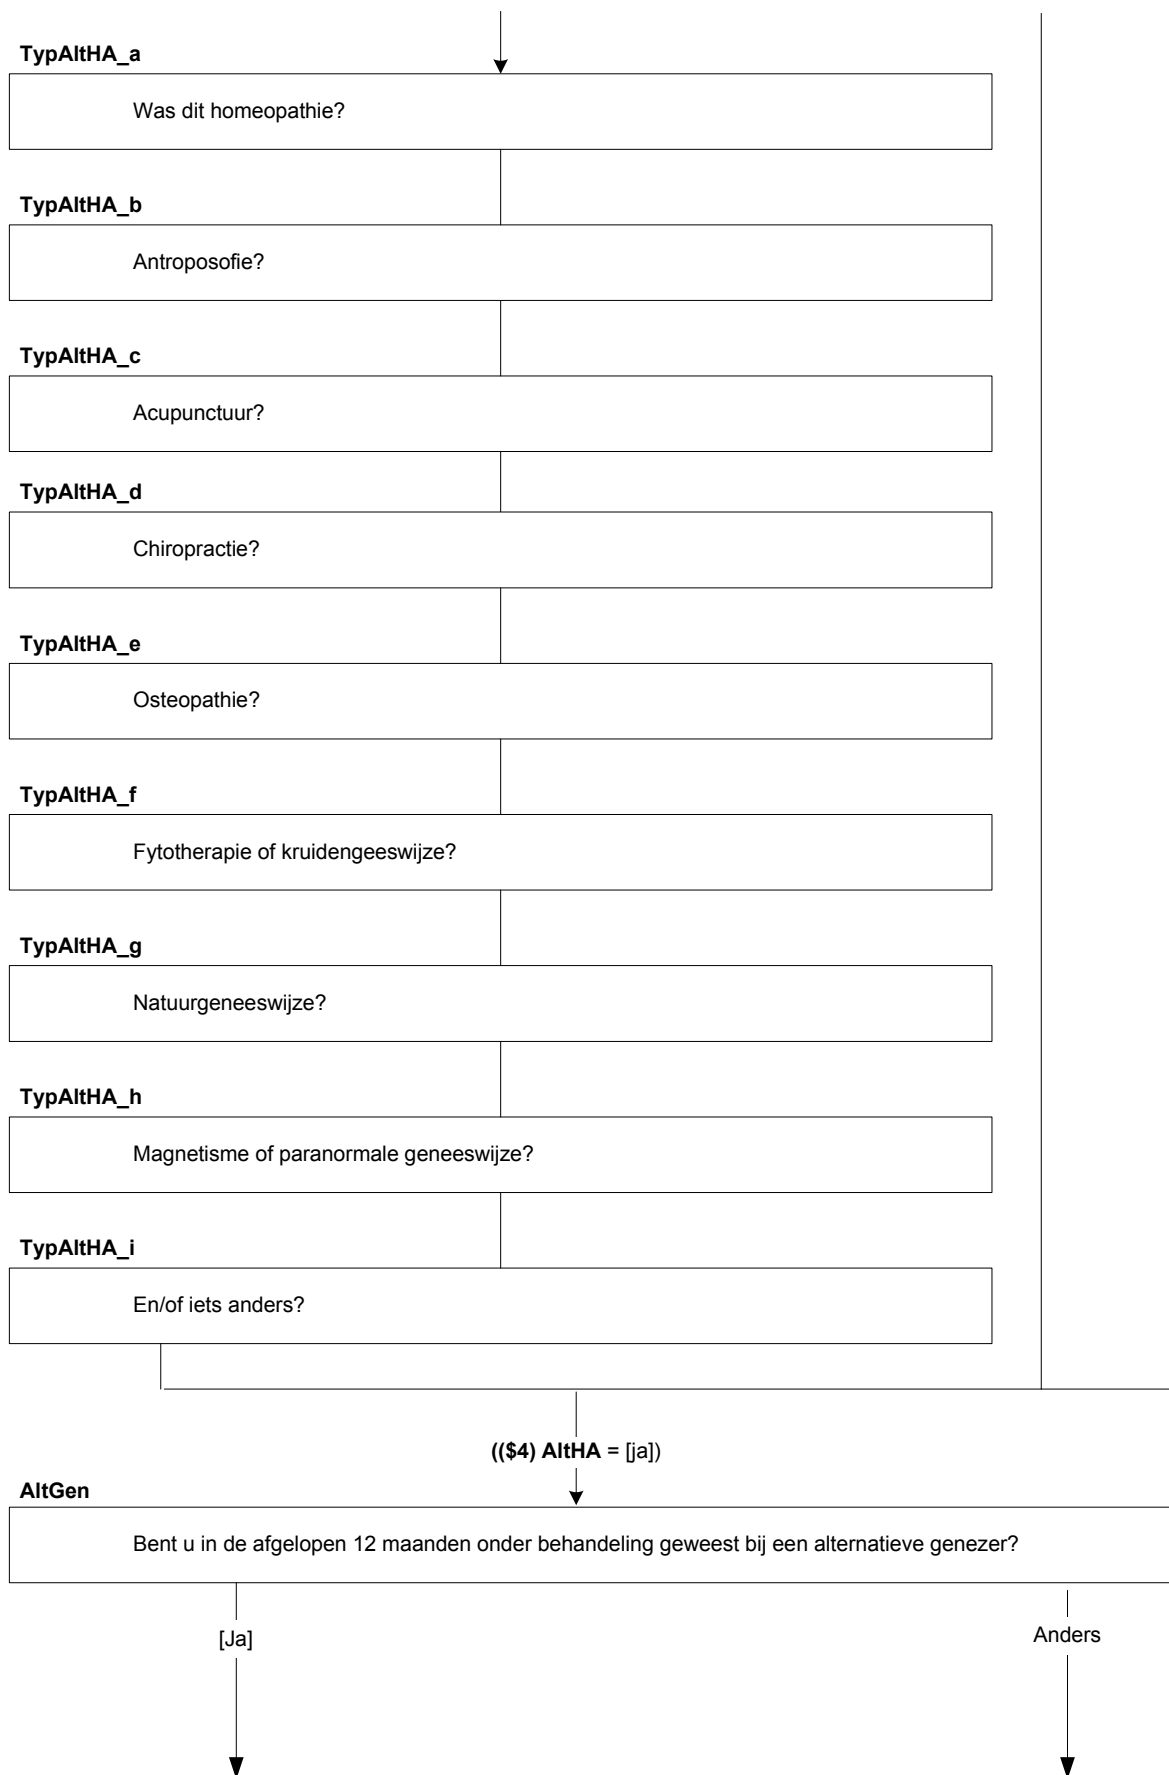 TypAltHA_a
Was dit homeopathie?
TypAltHA_b
Antroposofie?
TypAltHA_c
Acupunctuur?
TypAltHA_d
Chiropractie?
TypAltHA_e
Osteopathie?
TypAltHA_f
Fytotherapie of kruidengeeswijze?
TypAltHA_g
Natuurgeneeswijze?
TypAltHA_h
Magnetisme of paranormale geneeswijze?
TypAltHA_i
En/of iets anders?
(($4) AltHA = [ja])
AltGen
Bent u in de afgelopen 12 maanden onder behandeling geweest bij een alternatieve genezer?
[Ja] Anders